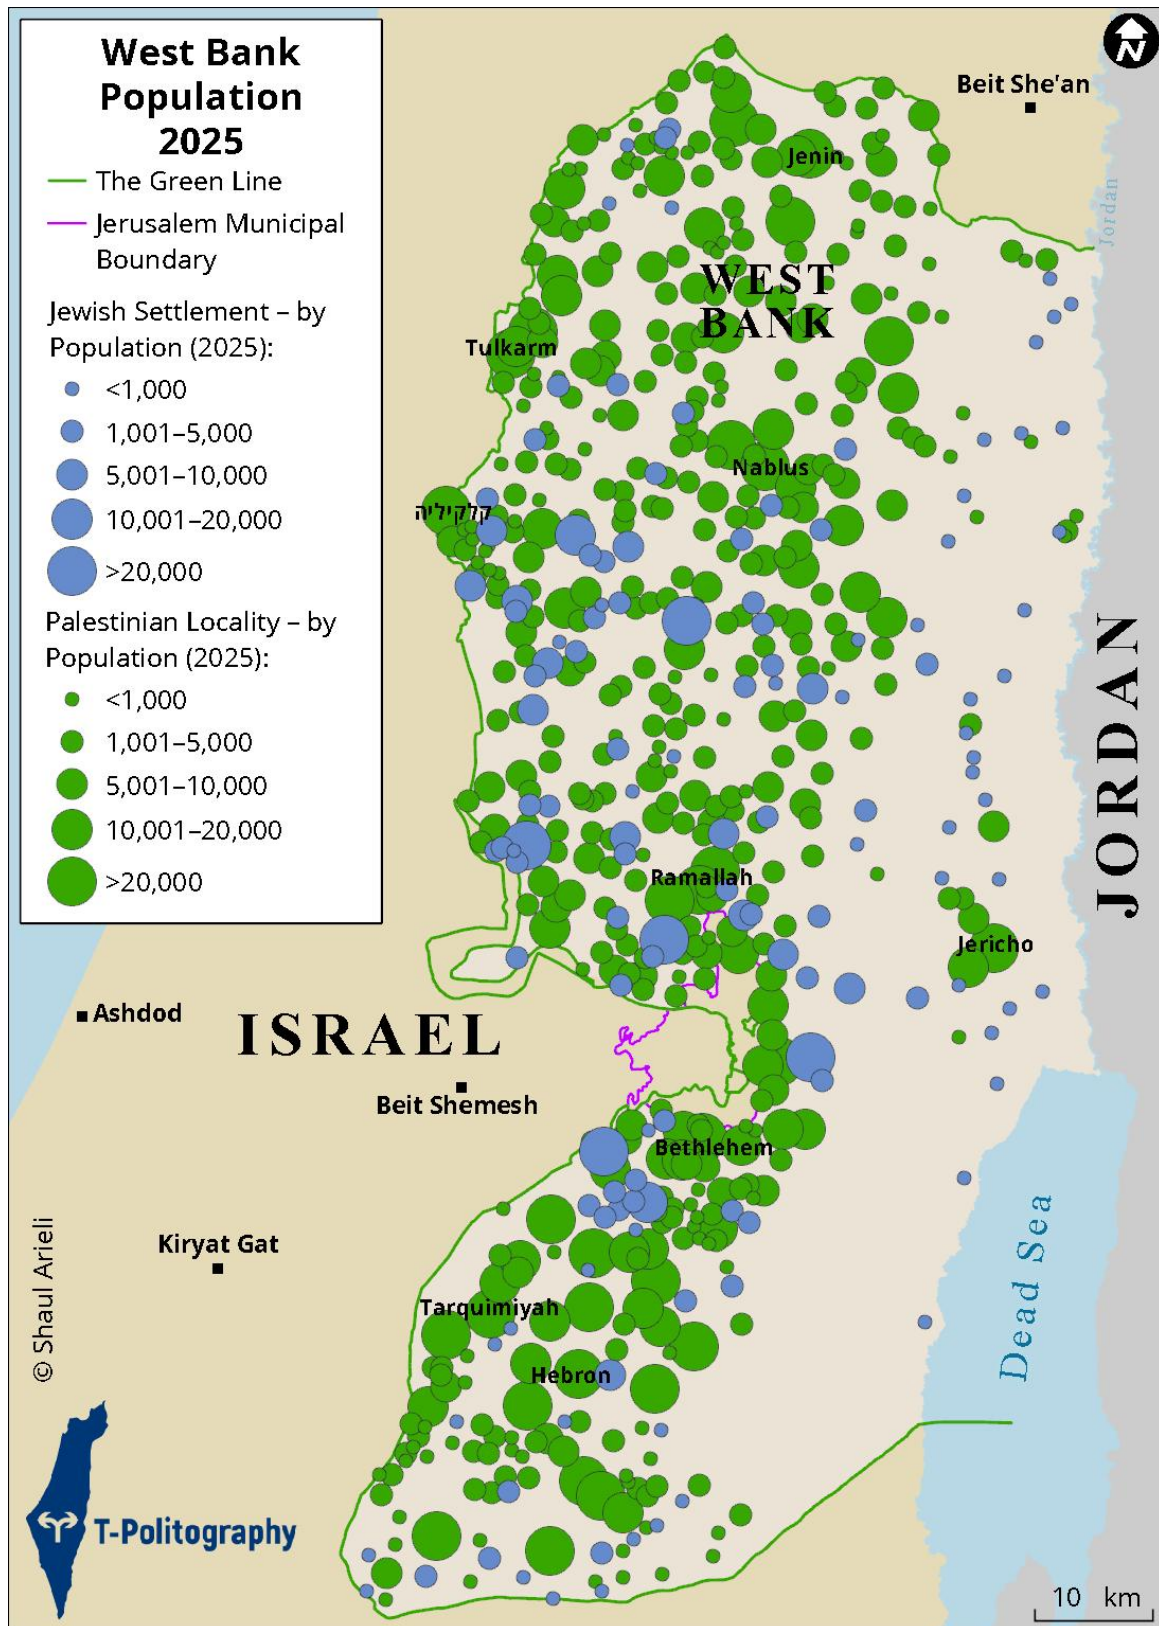 West Bank
Population
2025
The Green Line
Jerusalem Municipal
Boundary
Jewish Settlement – by
Population (2025):
<1,000
1,001–5,000
5,001–10,000
10,001–20,000
>20,000
Palestinian Locality – by
Population (2025):
<1,000
1,001–5,000
5,001–10,000
10,001–20,000
>20,000
N
Beit She'an
Jenin
Jordan
WEST
BANK
Tulkarm
Nablus
קלקיליה
JORDAN
Ramallah
Jericho
Ashdod
ISRAEL
Beit Shemesh
Bethlehem
Kiryat Gat
Dead Sea
Tarquimiyah
Hebron
© Shaul Arieli
T-Politography
10 km